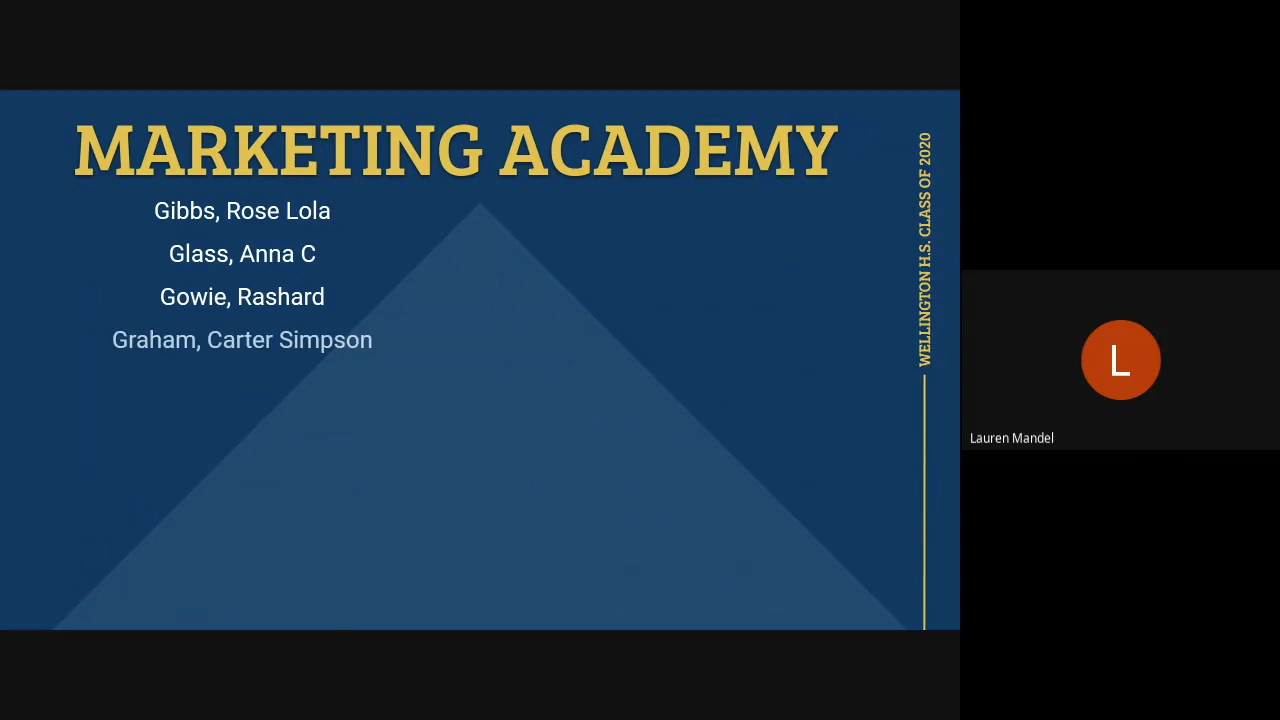 MARKETING ACADEMY
Gibbs, Rose Lola
Glass, Anna C
Gowie, Rashard
Graham, Carter Simpson
WELLINGTON H.S. CLASS OF 2020
L
Lauren Mandel